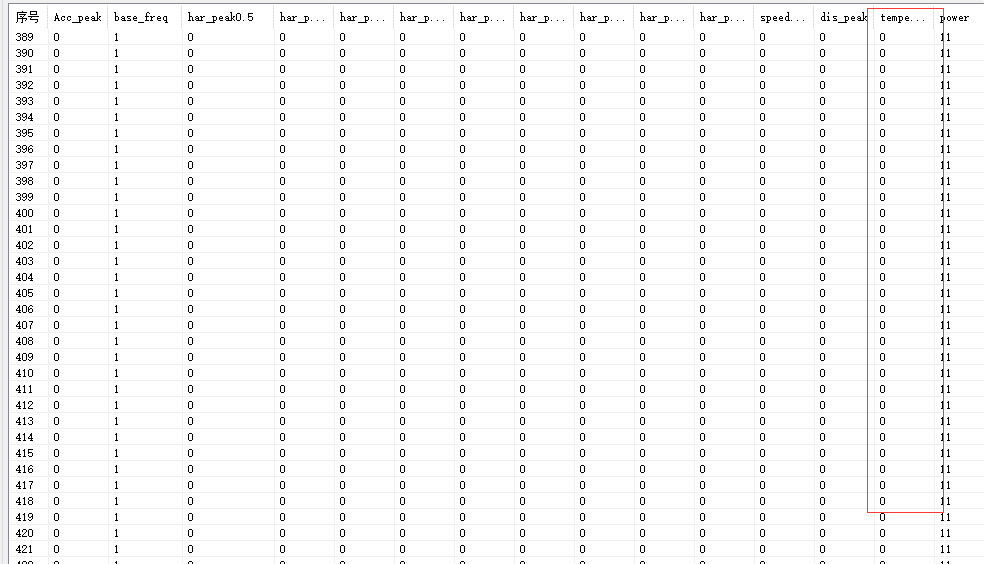 序号 Acc_peak base_freq har_peak0.5 har_p... har_p... har_p... har_p... har_p... har_p... har_p... har_p... speed... dis_peak tempe... power
389 0 1 0 0 0 0 0 0 0 0 0 0 0 0 11
390 0 1 0 0 0 0 0 0 0 0 0 0 0 0 11
391 0 1 0 0 0 0 0 0 0 0 0 0 0 0 11
392 0 1 0 0 0 0 0 0 0 0 0 0 0 0 11
393 0 1 0 0 0 0 0 0 0 0 0 0 0 0 11
394 0 1 0 0 0 0 0 0 0 0 0 0 0 0 11
395 0 1 0 0 0 0 0 0 0 0 0 0 0 0 11
396 0 1 0 0 0 0 0 0 0 0 0 0 0 0 11
397 0 1 0 0 0 0 0 0 0 0 0 0 0 0 11
398 0 1 0 0 0 0 0 0 0 0 0 0 0 0 11
399 0 1 0 0 0 0 0 0 0 0 0 0 0 0 11
400 0 1 0 0 0 0 0 0 0 0 0 0 0 0 11
401 0 1 0 0 0 0 0 0 0 0 0 0 0 0 11
402 0 1 0 0 0 0 0 0 0 0 0 0 0 0 11
403 0 1 0 0 0 0 0 0 0 0 0 0 0 0 11
404 0 1 0 0 0 0 0 0 0 0 0 0 0 0 11
405 0 1 0 0 0 0 0 0 0 0 0 0 0 0 11
406 0 1 0 0 0 0 0 0 0 0 0 0 0 0 11
407 0 1 0 0 0 0 0 0 0 0 0 0 0 0 11
408 0 1 0 0 0 0 0 0 0 0 0 0 0 0 11
409 0 1 0 0 0 0 0 0 0 0 0 0 0 0 11
410 0 1 0 0 0 0 0 0 0 0 0 0 0 0 11
411 0 1 0 0 0 0 0 0 0 0 0 0 0 0 11
412 0 1 0 0 0 0 0 0 0 0 0 0 0 0 11
413 0 1 0 0 0 0 0 0 0 0 0 0 0 0 11
414 0 1 0 0 0 0 0 0 0 0 0 0 0 0 11
415 0 1 0 0 0 0 0 0 0 0 0 0 0 0 11
416 0 1 0 0 0 0 0 0 0 0 0 0 0 0 11
417 0 1 0 0 0 0 0 0 0 0 0 0 0 0 11
418 0 1 0 0 0 0 0 0 0 0 0 0 0 0 11
419 0 1 0 0 0 0 0 0 0 0 0 0 0 0 11
420 0 1 0 0 0 0 0 0 0 0 0 0 0 0 11
421 0 1 0 0 0 0 0 0 0 0 0 0 0 0 11